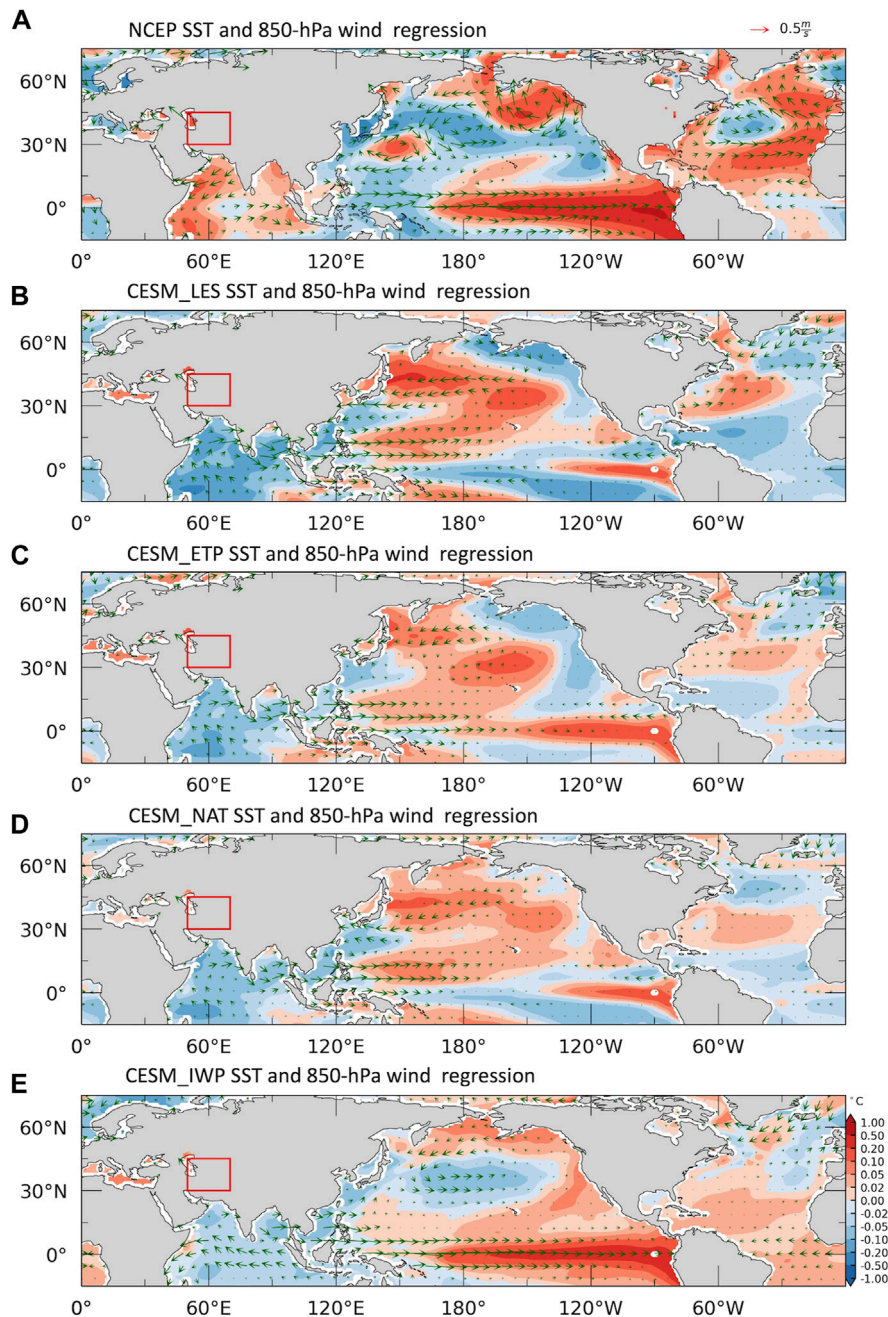 A
NCEP SST and 850-hPa wind regression
0.5 m/s
60°N
30°N
0°
0° 60°E 120°E 180° 120°W 60°W
B
CESM_LES SST and 850-hPa wind regression
60°N
30°N
0°
0° 60°E 120°E 180° 120°W 60°W
C
CESM_ETP SST and 850-hPa wind regression
60°N
30°N
0°
0° 60°E 120°E 180° 120°W 60°W
D
CESM_NAT SST and 850-hPa wind regression
60°N
30°N
0°
0° 60°E 120°E 180° 120°W 60°W
E
CESM_IWP SST and 850-hPa wind regression
60°N
30°N
0°
0° 60°E 120°E 180° 120°W 60°W
°C
1.00
0.50
0.20
0.10
0.05
0.02
0.00
-0.02
-0.05
-0.10
-0.20
-0.50
-1.00